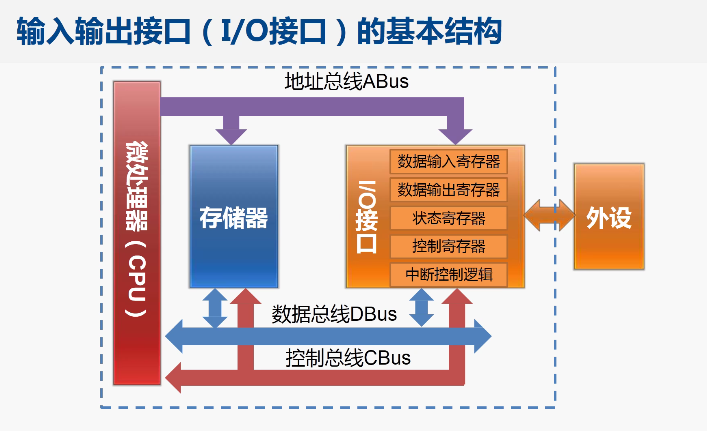 输入输出接口（I/O接口）的基本结构
地址总线ABus
微处理器（CPU）
存储器
I/O接口
数据输入寄存器
数据输出寄存器
状态寄存器
控制寄存器
中断控制逻辑
外设
数据总线DBus
控制总线CBus